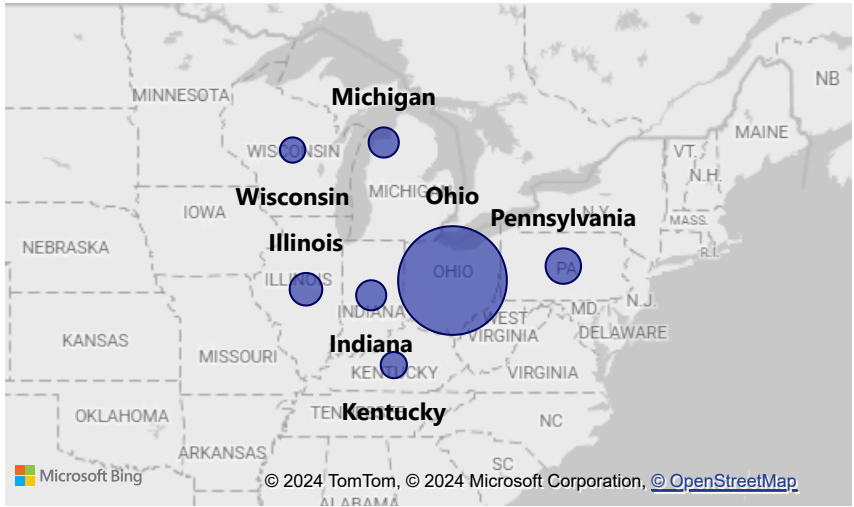 NB
MINNESOTA
Michigan
MAINE
WISCONSIN
VT.
N.H.
MICHIGAN
Wisconsin
Ohio
IOWA
N.Y.
Pennsylvania
MASS.
NEBRASKA
Illinois
R.I.
ILLINOIS
OHIO
PA
INDIANA
N.J.
MD.
WEST
VIRGINIA
DELAWARE
KANSAS
Indiana
MISSOURI
KENTUCKY
VIRGINIA
OKLAHOMA
TENNESSEE
Kentucky
NC
ARKANSAS
SC
Microsoft Bing
© 2024 TomTom, © 2024 Microsoft Corporation, © OpenStreetMap
ALABAMA